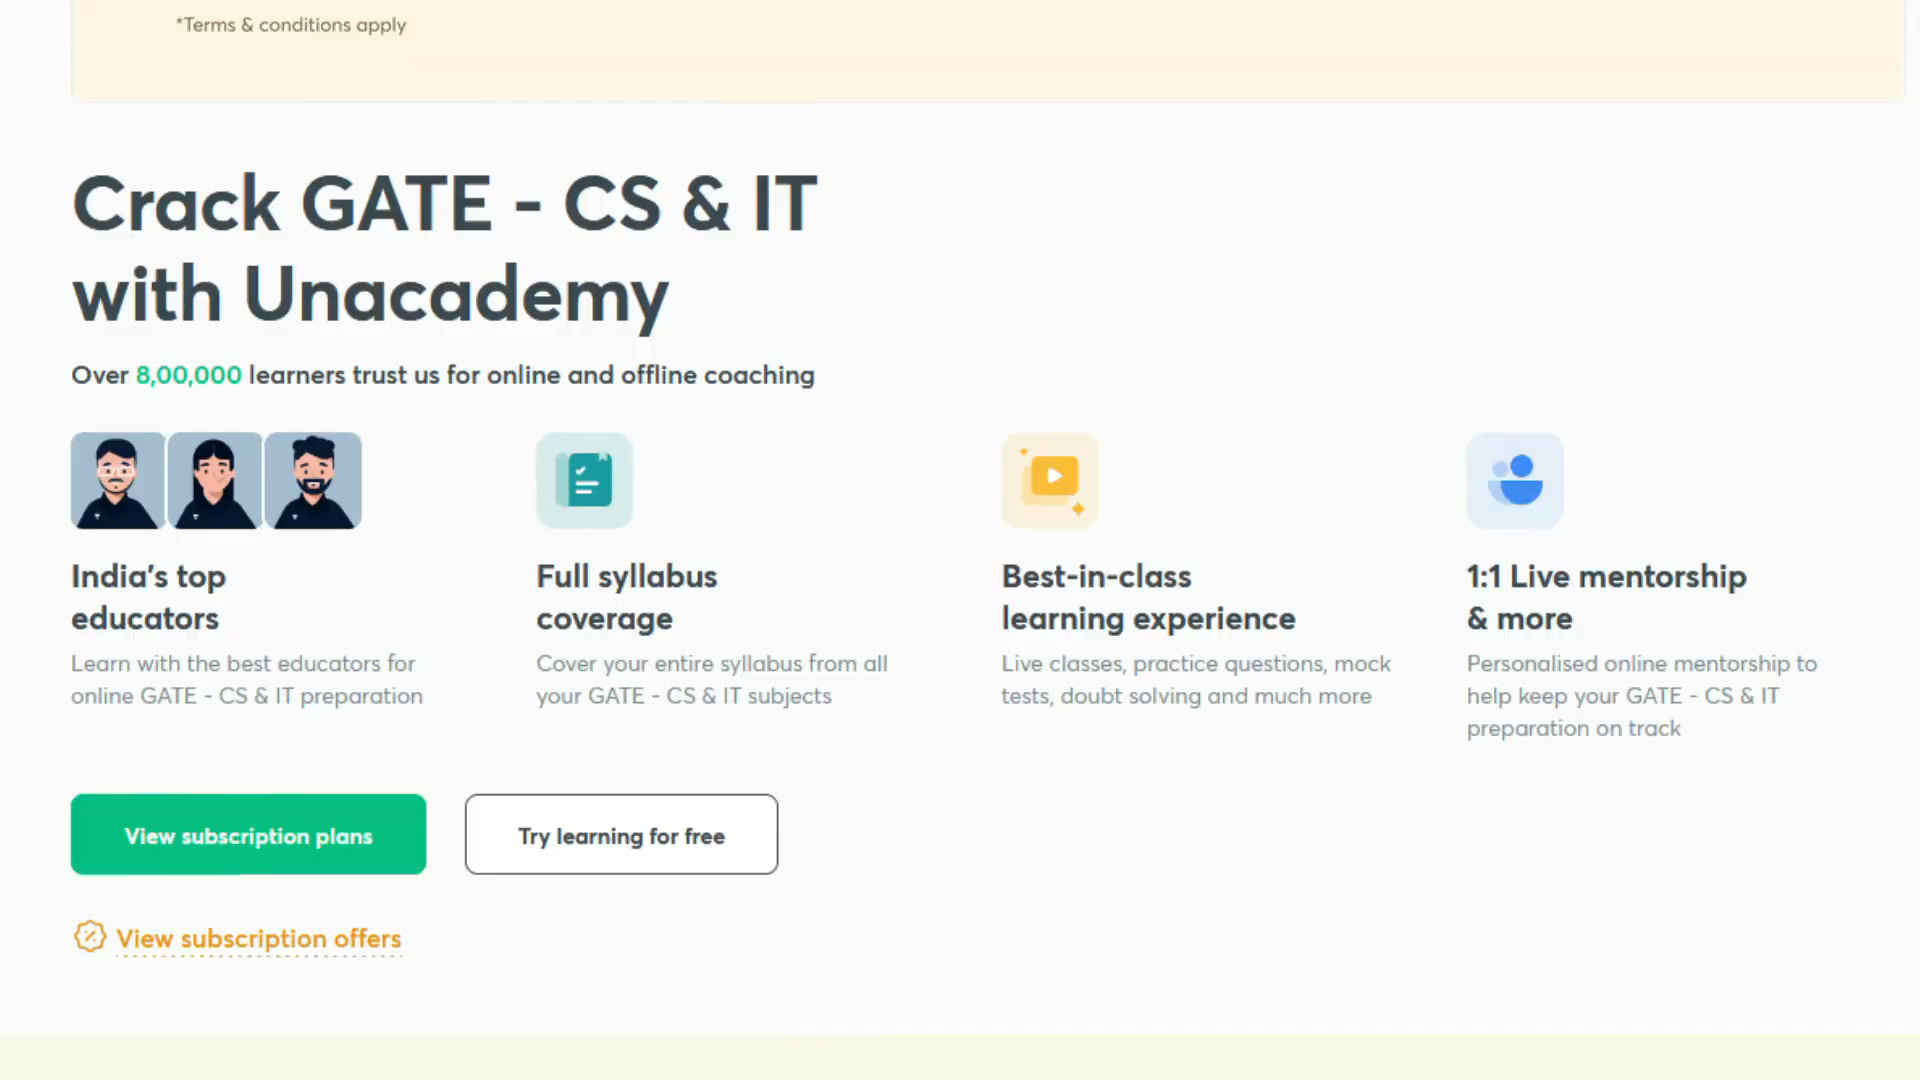 *Terms & conditions apply
Crack GATE - CS & IT
with Unacademy
Over 8,00,000 learners trust us for online and offline coaching
India's top
educators
Learn with the best educators for
online GATE - CS & IT preparation
Full syllabus
coverage
Cover your entire syllabus from all
your GATE - CS & IT subjects
Best-in-class
learning experience
Live classes, practice questions, mock
tests, doubt solving and much more
1:1 Live mentorship
& more
Personalised online mentorship to
help keep your GATE - CS & IT
preparation on track
View subscription plans
Try learning for free
View subscription offers